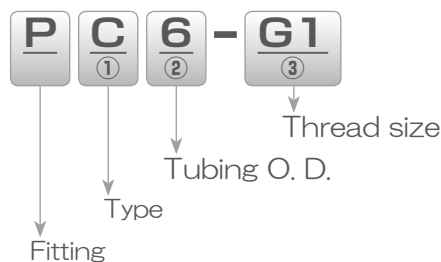 P C 6 - G1
① ② ③
Thread size
Tubing O. D.
Type
Fitting